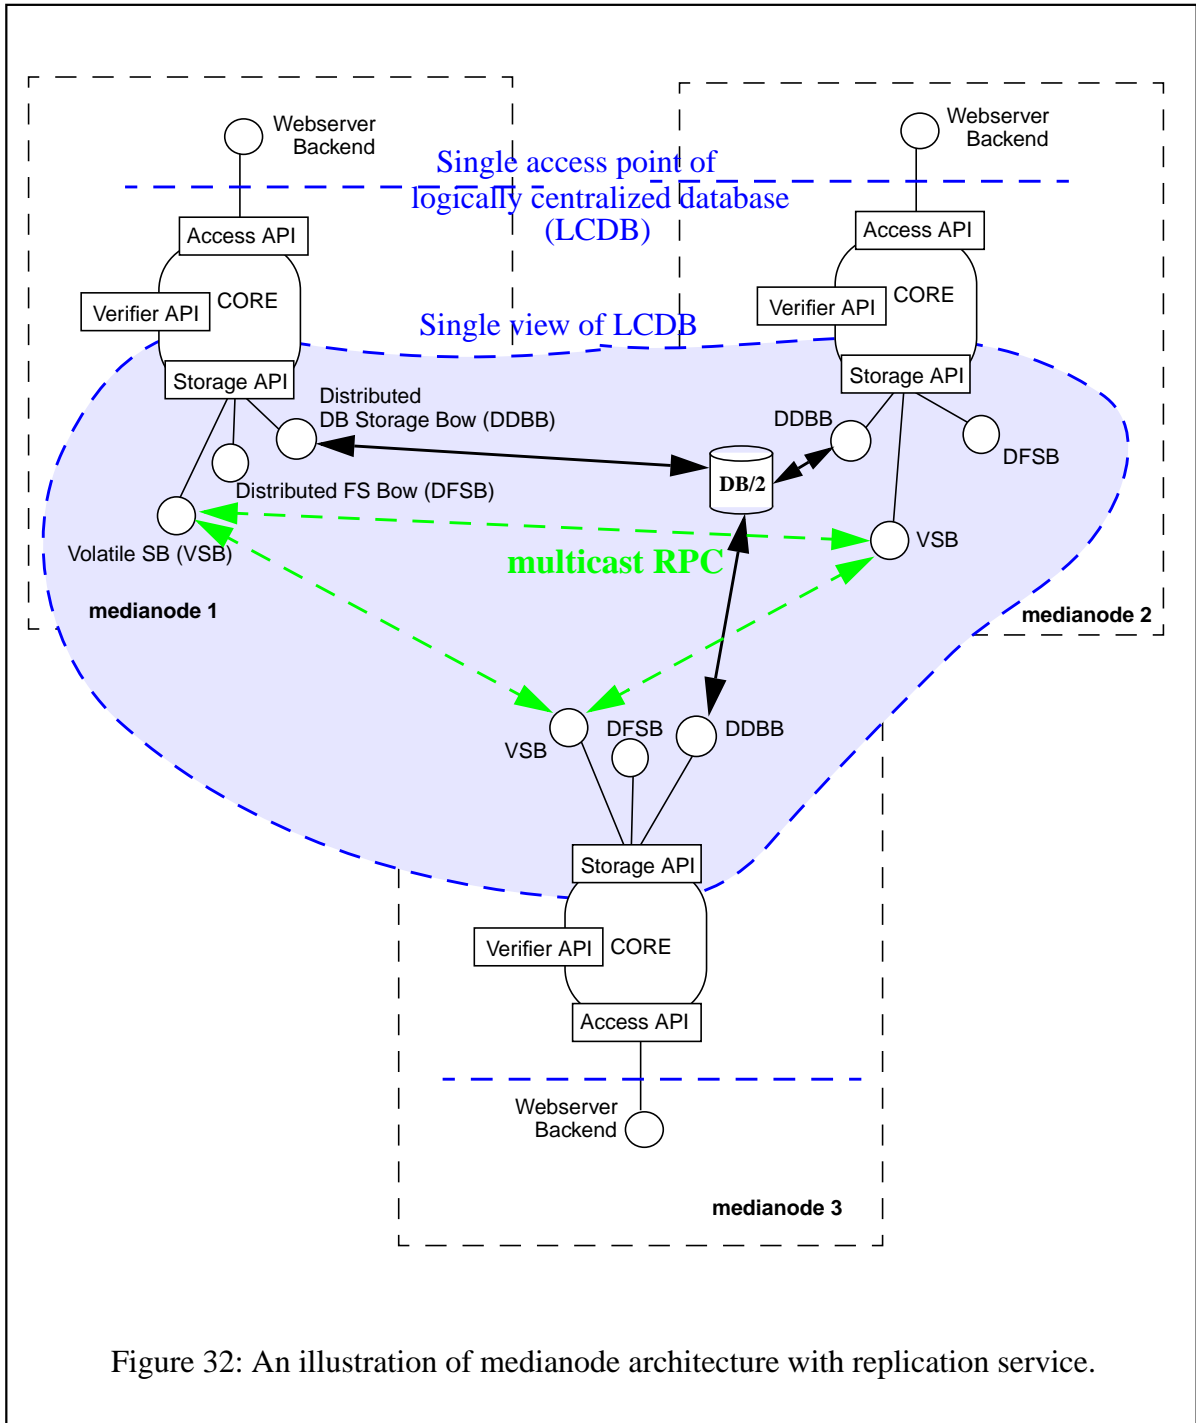 Webserver
Backend
Webserver
Backend
Single access point of
logically centralized database
(LCDB)
Access API
Access API
Verifier API
CORE
Verifier API
CORE
Single view of LCDB
Storage API
Storage API
Distributed
DB Storage Bow (DDBB)
DDBB
DFSB
DB/2
Distributed FS Bow (DFSB)
Volatile SB (VSB)
VSB
multicast RPC
medianode 1
medianode 2
VSB
DFSB
DDBB
Storage API
Verifier API
CORE
Access API
Webserver
Backend
medianode 3
Figure 32: An illustration of medianode architecture with replication service.